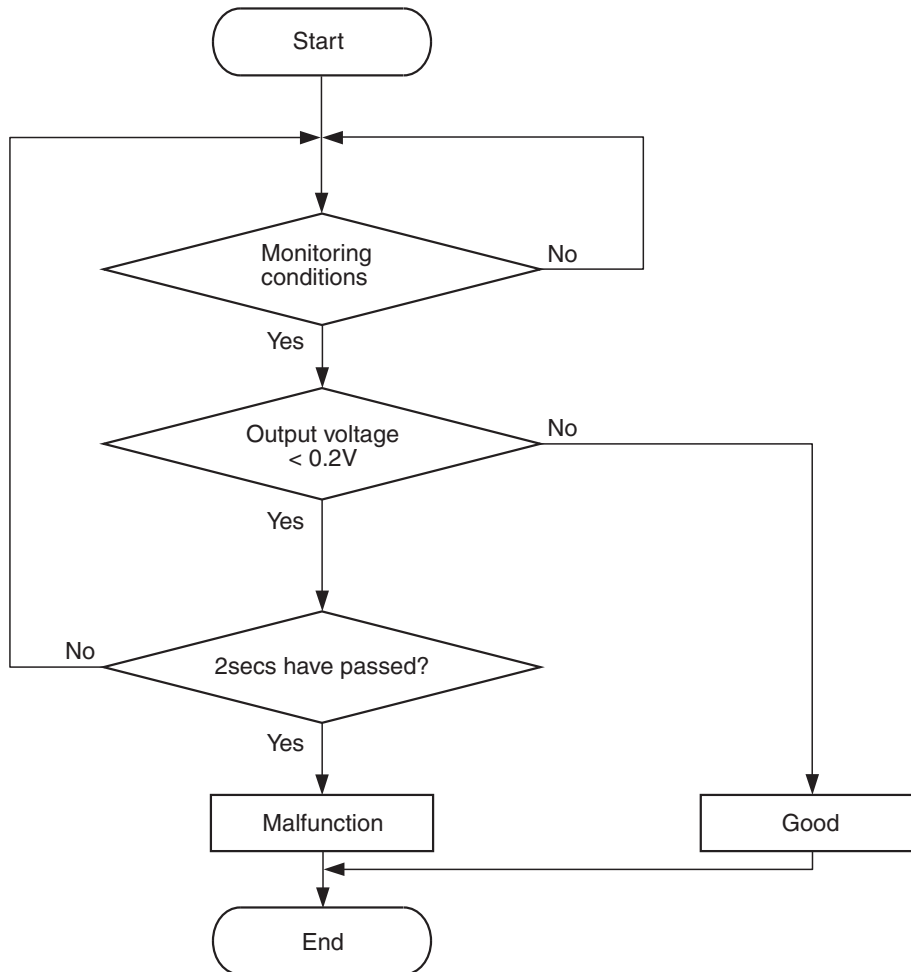 Start
Monitoring
conditions
No
Yes
Output voltage
< 0.2V
No
Yes
No
2secs have passed?
Yes
Malfunction
Good
End